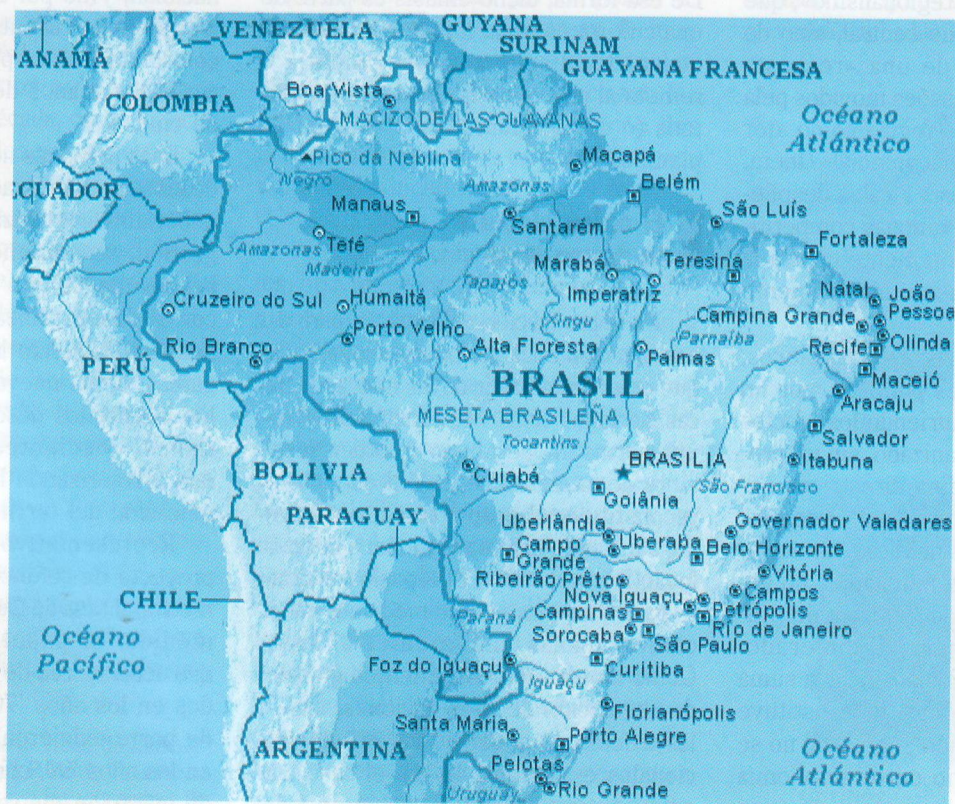 VENEZUELA
GUYANA
SURINAM
GUAYANA FRANCESA
PANAMÁ
COLOMBIA
Boa Vista
MACIZO DE LAS GUAYANAS
Océano
Atlántico
Pico da Neblina
Negro
Macapá
ECUADOR
Amazonas
Belém
Manaus
Santarém
São Luís
Tefé
Amazonas
Madeira
Fortaleza
Marabá
Teresina
Tapajós
Imperatriz
Natal
João
Pessoa
Cruzeiro do Sul
Humaitá
Xingu
Campina Grande
Parnaiba
Olinda
Porto Velho
Rio Branco
Alta Floresta
Palmas
Recife
PERÚ
BRASIL
Maceió
Aracaju
MESETA BRASILEÑA
Tocantins
Salvador
BOLIVIA
Cuiabá
BRASILIA
Itabuna
Goiânia
São Francisco
PARAGUAY
Uberlândia
Governador Valadares
Campo
Grande
Uberaba
Belo Horizonte
Ribeirão Prêto
Vitória
CHILE
Nova Iguaçu
Campos
Paraná
Campinas
Petrópolis
Océano
Pacífico
Sorocaba
Río de Janeiro
São Paulo
Foz do Iguaçu
Curitiba
Iguaçu
Santa Maria
Florianópolis
ARGENTINA
Porto Alegre
Océano
Atlántico
Pelotas
Uruguay
Rio Grande